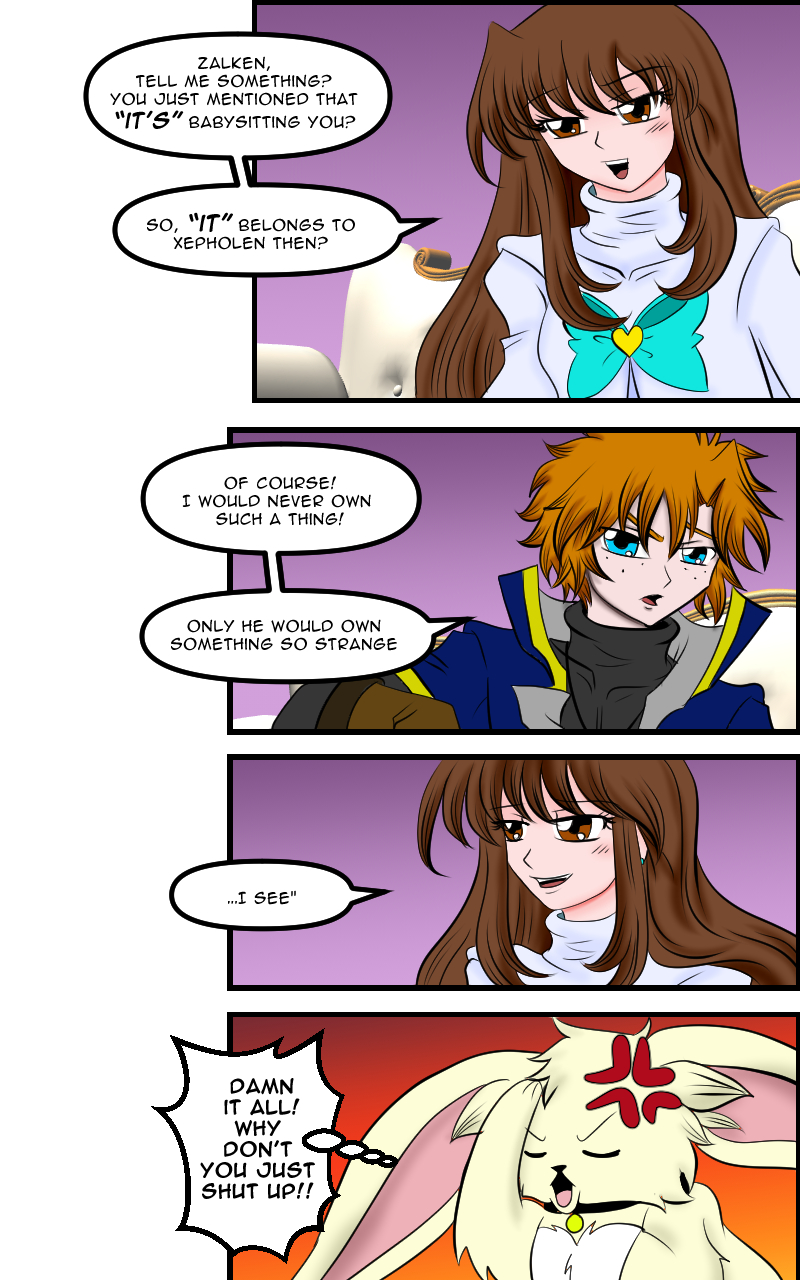 ZALKEN,
TELL ME SOMETHING?
YOU JUST MENTIONED THAT
"IT'S" BABYSITTING YOU?
SO, "IT" BELONGS TO
XEPHOLEN THEN?
OF COURSE!
I WOULD NEVER OWN
SUCH A THING!
ONLY HE WOULD OWN
SOMETHING SO STRANGE
...I SEE"
DAMN
IT ALL!
WHY
DON'T
YOU JUST
SHUT UP!!